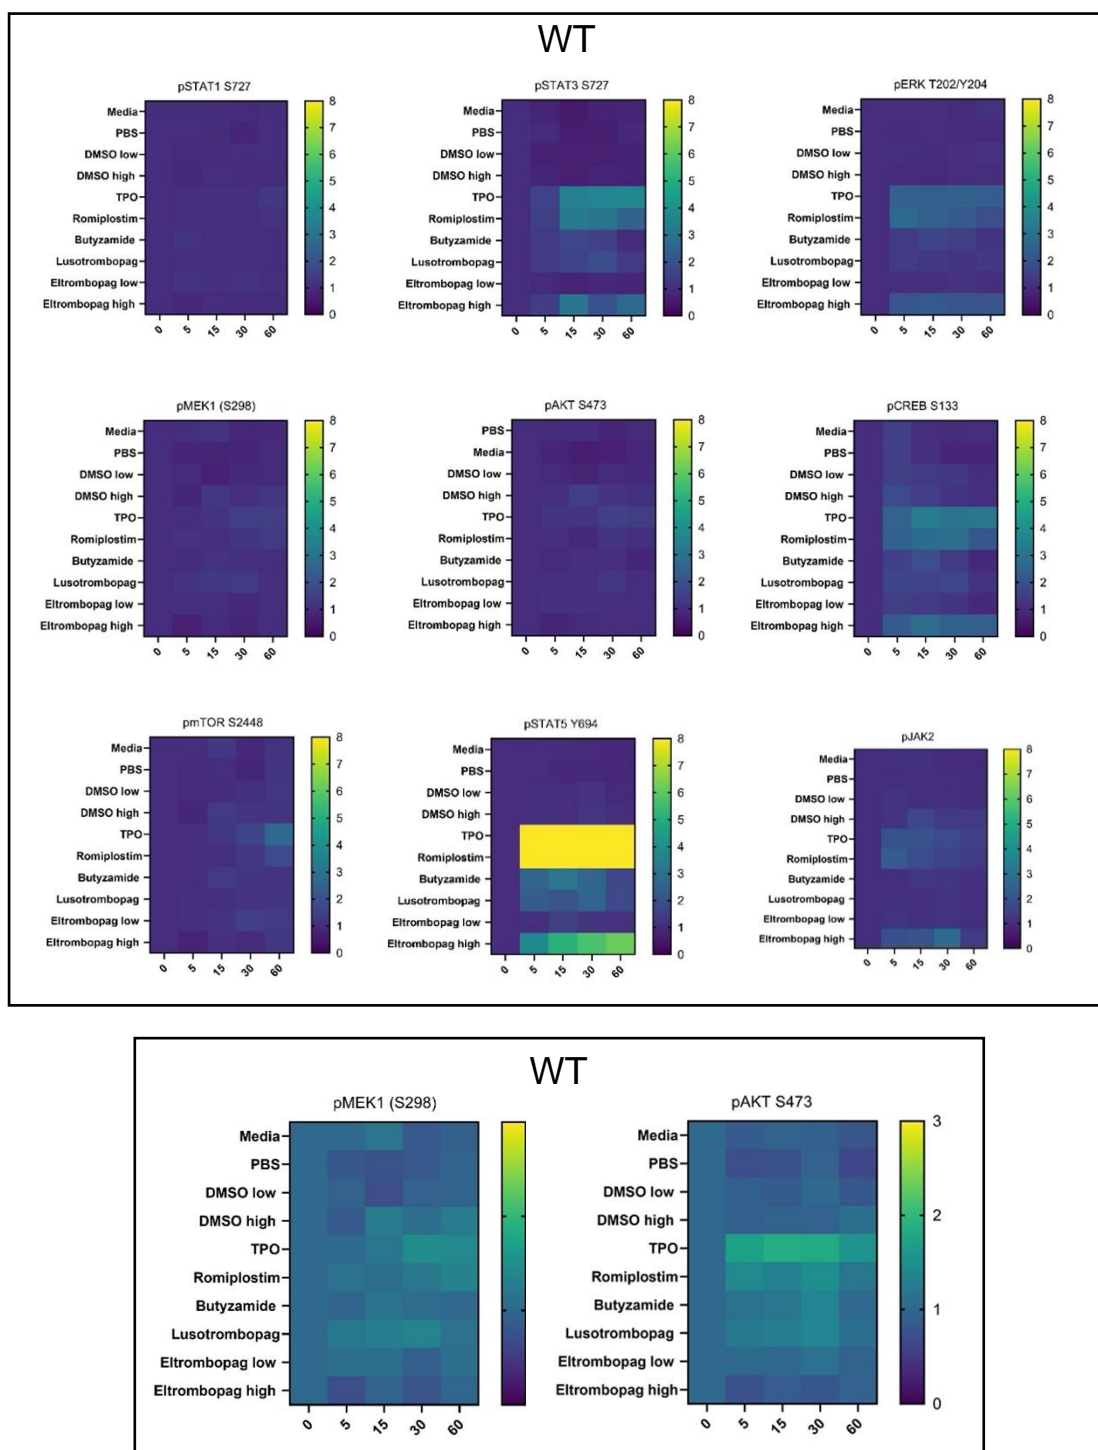 WT
pSTAT1 S727
Media
PBS
DMSO low
DMSO high
TPO
Romiplostim
Butyzamide
Lusotrombopag
Eltrombopag low
Eltrombopag high
0 5 15 30 60
8
7
6
5
4
3
2
1
0
pSTAT3 S727
Media
PBS
DMSO low
DMSO high
TPO
Romiplostim
Butyzamide
Lusotrombopag
Eltrombopag low
Eltrombopag high
0 5 15 30 60
8
7
6
5
4
3
2
1
0
pERK T202/Y204
Media
PBS
DMSO low
DMSO high
TPO
Romiplostim
Butyzamide
Lusotrombopag
Eltrombopag low
Eltrombopag high
0 5 15 30 60
8
7
6
5
4
3
2
1
0
pMEK1 (S298)
Media
PBS
DMSO low
DMSO high
TPO
Romiplostim
Butyzamide
Lusotrombopag
Eltrombopag low
Eltrombopag high
0 5 15 30 60
8
7
6
5
4
3
2
1
0
pAKT S473
PBS
Media
DMSO low
DMSO high
TPO
Romiplostim
Butyzamide
Lusotrombopag
Eltrombopag low
Eltrombopag high
0 5 15 30 60
8
7
6
5
4
3
2
1
0
pCREB S133
Media
PBS
DMSO low
DMSO high
TPO
Romiplostim
Butyzamide
Lusotrombopag
Eltrombopag low
Eltrombopag high
0 5 15 30 60
8
7
6
5
4
3
2
1
0
pmTOR S2448
Media
PBS
DMSO low
DMSO high
TPO
Romiplostim
Butyzamide
Lusotrombopag
Eltrombopag low
Eltrombopag high
0 5 15 30 60
8
7
6
5
4
3
2
1
0
pSTAT5 Y694
Media
PBS
DMSO low
DMSO high
TPO
Romiplostim
Butyzamide
Lusotrombopag
Eltrombopag low
Eltrombopag high
0 5 15 30 60
8
7
6
5
4
3
2
1
0
pJAK2
Media
PBS
DMSO low
DMSO high
TPO
Romiplostim
Butyzamide
Lusotrombopag
Eltrombopag low
Eltrombopag high
0 5 15 30 60
8
7
6
5
4
3
2
1
0
WT
pMEK1 (S298)
Media
PBS
DMSO low
DMSO high
TPO
Romiplostim
Butyzamide
Lusotrombopag
Eltrombopag low
Eltrombopag high
0 5 15 30 60
pAKT S473
Media
PBS
DMSO low
DMSO high
TPO
Romiplostim
Butyzamide
Lusotrombopag
Eltrombopag low
Eltrombopag high
0 5 15 30 60
3
2
1
0